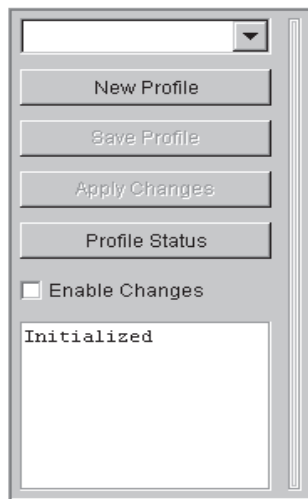 New Profile
Save Profile
Apply Changes
Profile Status
Enable Changes
Initialized